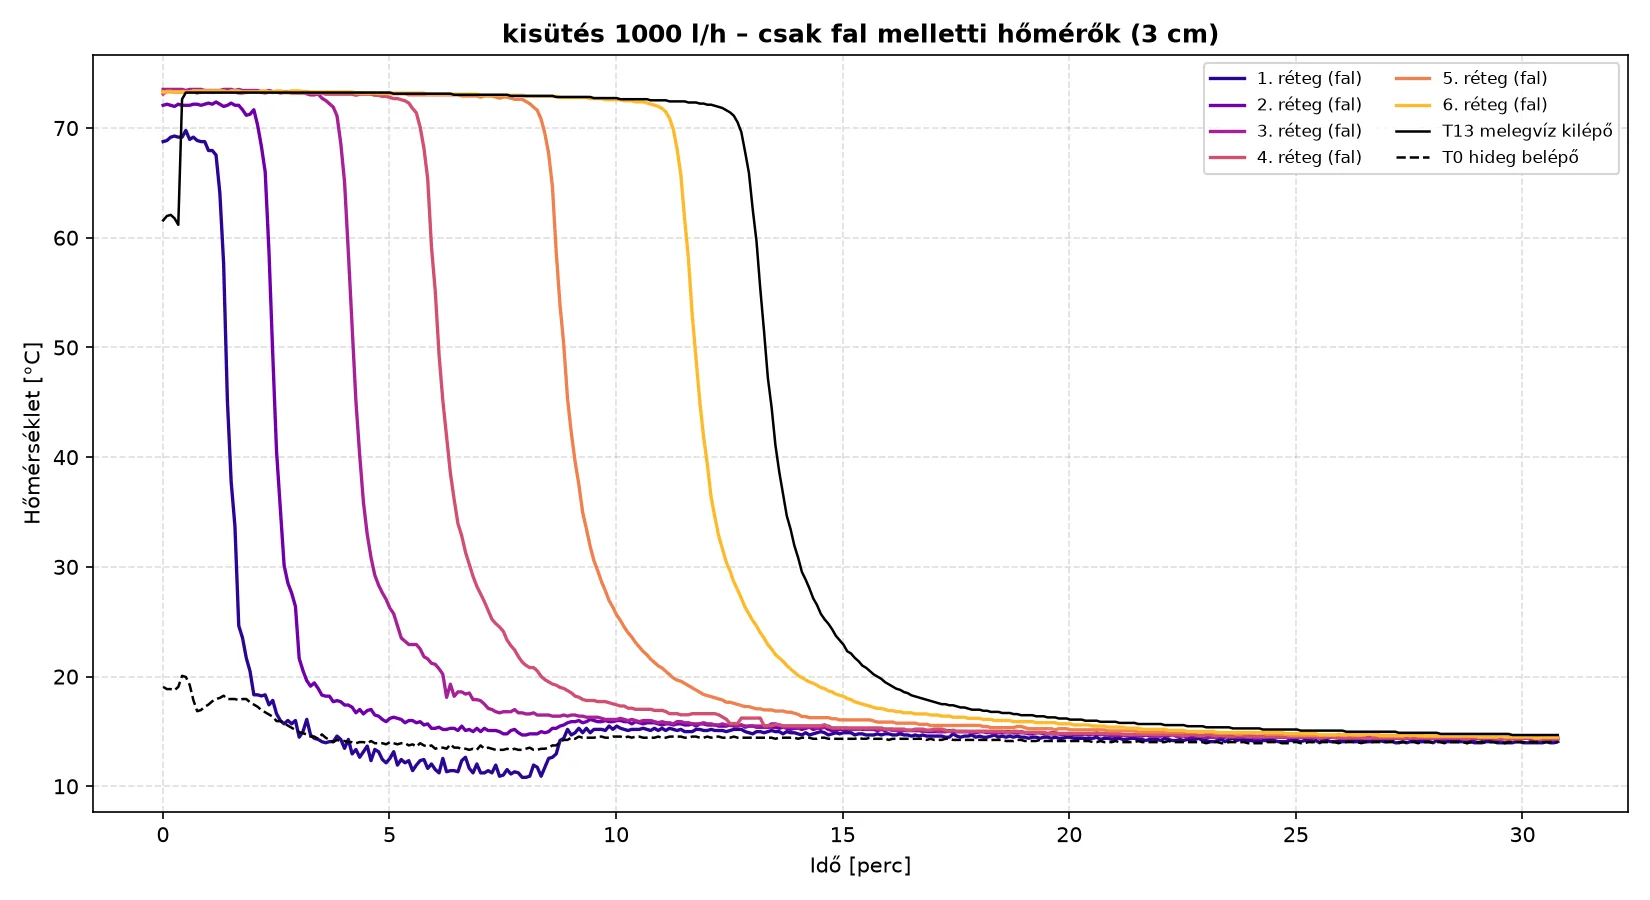 kisütés 1000 l/h – csak fal melletti hőmérők (3 cm)
1. réteg (fal)
2. réteg (fal)
3. réteg (fal)
4. réteg (fal)
5. réteg (fal)
6. réteg (fal)
T13 melegvíz kilépő
T0 hideg belépő
Hőmérséklet [°C]
70
60
50
40
30
20
10
0 5 10 15 20 25 30
Idő [perc]